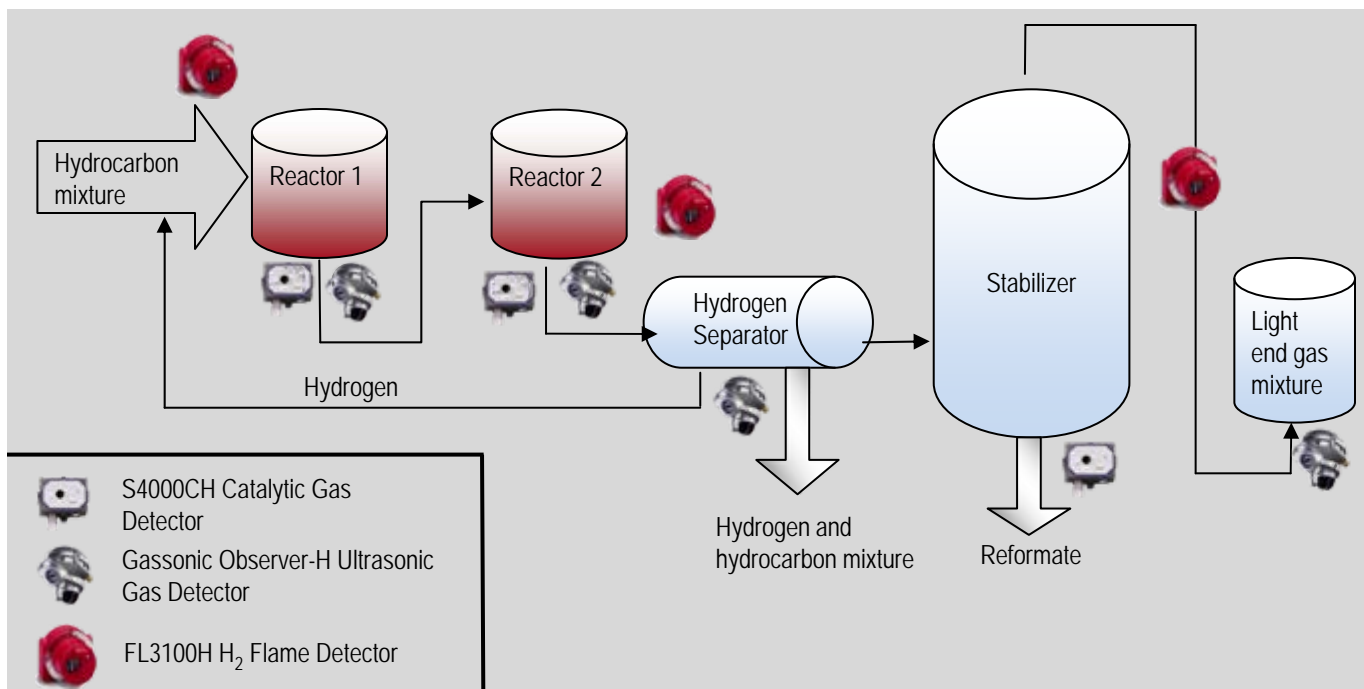 Hydrocarbon
mixture
Reactor 1
Reactor 2
Hydrogen
Separator
Stabilizer
Light
end gas
mixture
Hydrogen
Hydrogen and
hydrocarbon mixture
Reformate
S4000CH Catalytic Gas
Detector
Gassonic Observer-H Ultrasonic
Gas Detector
FL3100H H₂ Flame Detector